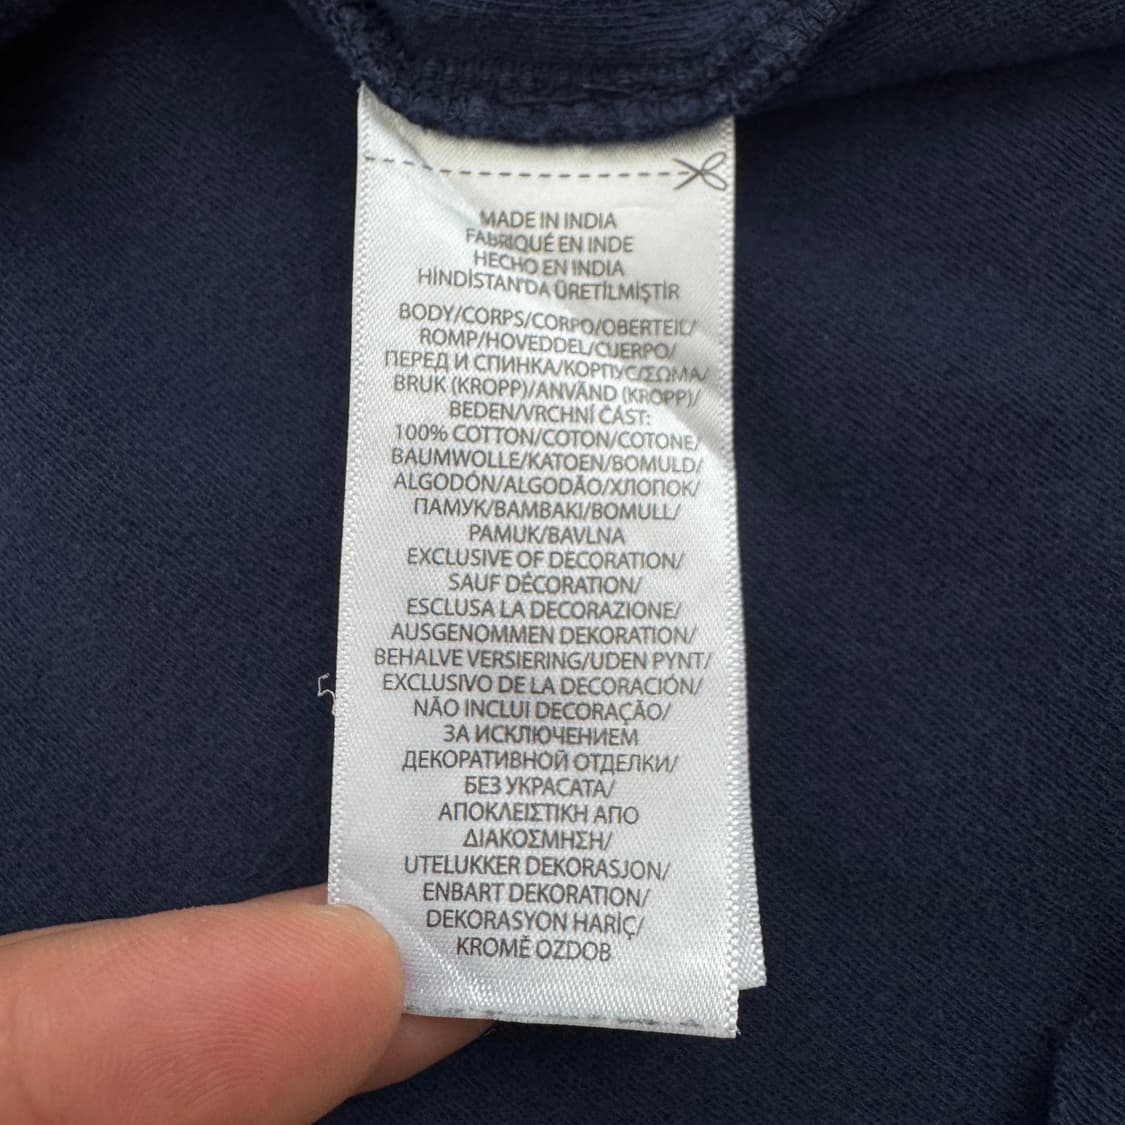 MADE IN INDIA
FABRIQUÉ EN INDE
HECHO EN INDIA
HİNDİSTAN'DA ÜRETİLMİŞTİR
BODY/CORPS/CORPO/OBERTEIL/
ROMP/HOVEDDEL/CUERPO/
ПЕРЕД И СПИНКА/КОРПУС/ΣΩΜΑ/
BRUK (KROPP)/ANVÄND (KROPP)/
BEDEN/VRCHNÍ ČÁST:
100% COTTON/COTON/COTONE/
BAUMWOLLE/KATOEN/BOMULD/
ALGODÓN/ALGODÃO/ХЛОПОК/
ПАМУК/ΒΑΜΒΑΚΙ/BOMULL/
PAMUK/BAVLNA
EXCLUSIVE OF DECORATION/
SAUF DÉCORATION/
ESCLUSA LA DECORAZIONE/
AUSGENOMMEN DEKORATION/
BEHALVE VERSIERING/UDEN PYNT/
EXCLUSIVO DE LA DECORACIÓN/
NÃO INCLUI DECORAÇÃO/
ЗА ИСКЛЮЧЕНИЕМ
ДЕКОРАТИВНОЙ ОТДЕЛКИ/
БЕЗ УКРАСАТА/
ΑΠΟΚΛΕΙΣΤΙΚΗ ΑΠΟ
ΔΙΑΚΟΣΜΗΣΗ/
UTELUKKER DEKORASJON/
ENBART DEKORATION/
DEKORASYON HARİÇ/
KROMĚ OZDOB